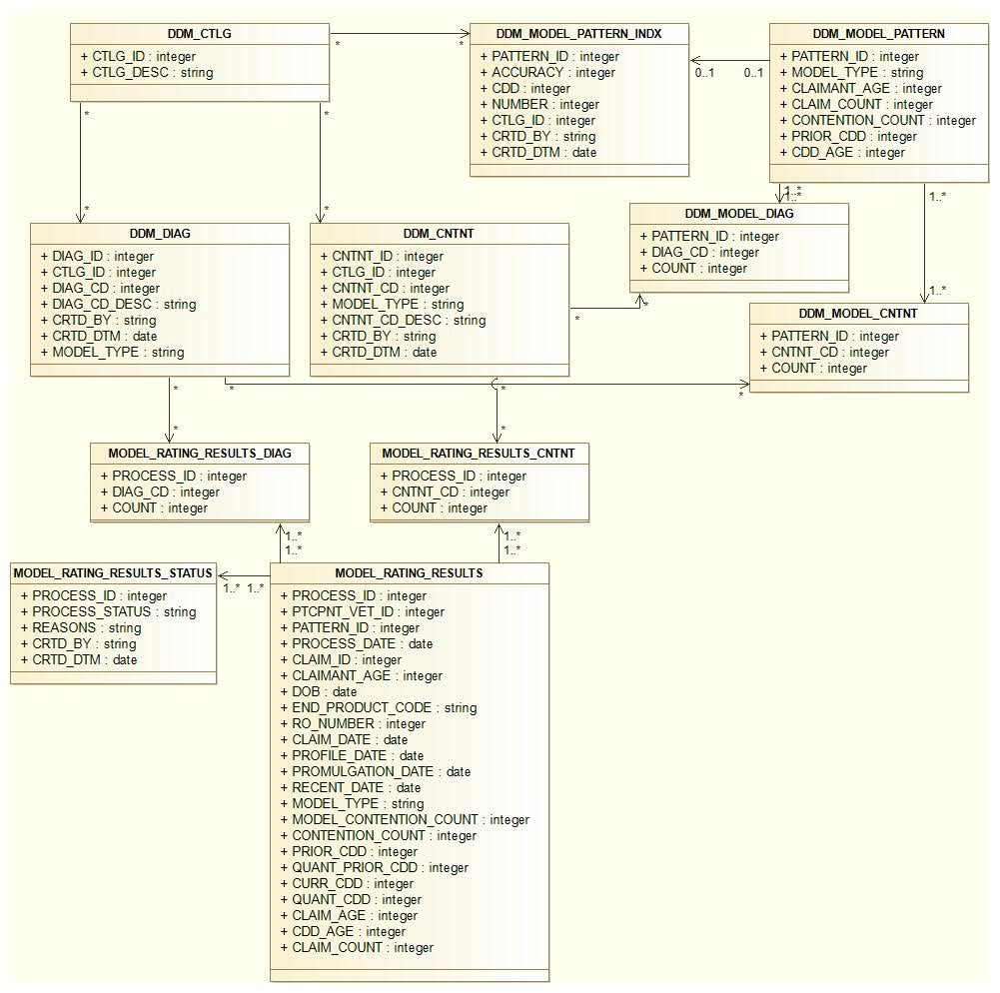 DDM_CTLG
+ CTLG_ID : integer
+ CTLG_DESC : string
*
*
DDM_MODEL_PATTERN_INDX
+ PATTERN_ID : integer
+ ACCURACY : integer
+ CDD : integer
+ NUMBER : integer
+ CTLG_ID : integer
+ CRTD_BY : string
+ CRTD_DTM : date
0..1
0..1
DDM_MODEL_PATTERN
+ PATTERN_ID : integer
+ MODEL_TYPE : string
+ CLAIMANT_AGE : integer
+ CLAIM_COUNT : integer
+ CONTENTION_COUNT : integer
+ PRIOR_CDD : integer
+ CDD_AGE : integer
*
*
*
*
1..*
1..*
1..*
1..*
DDM_DIAG
+ DIAG_ID : integer
+ CTLG_ID : integer
+ DIAG_CD : integer
+ DIAG_CD_DESC : string
+ CRTD_BY : string
+ CRTD_DTM : date
+ MODEL_TYPE : string
DDM_CNTNT
+ CNTNT_ID : integer
+ CTLG_ID : integer
+ CNTNT_CD : integer
+ MODEL_TYPE : string
+ CNTNT_CD_DESC : string
+ CRTD_BY : string
+ CRTD_DTM : date
DDM_MODEL_DIAG
+ PATTERN_ID : integer
+ DIAG_CD : integer
+ COUNT : integer
*
*
DDM_MODEL_CNTNT
+ PATTERN_ID : integer
+ CNTNT_CD : integer
+ COUNT : integer
*
*
*
*
*
*
MODEL_RATING_RESULTS_DIAG
+ PROCESS_ID : integer
+ DIAG_CD : integer
+ COUNT : integer
MODEL_RATING_RESULTS_CNTNT
+ PROCESS_ID : integer
+ CNTNT_CD : integer
+ COUNT : integer
1..*
1..*
1..*
1..*
MODEL_RATING_RESULTS_STATUS
+ PROCESS_ID : integer
+ PROCESS_STATUS : string
+ REASONS : string
+ CRTD_BY : string
+ CRTD_DTM : date
1..* 1..*
MODEL_RATING_RESULTS
+ PROCESS_ID : integer
+ PTCPNT_VET_ID : integer
+ PATTERN_ID : integer
+ PROCESS_DATE : date
+ CLAIM_ID : integer
+ CLAIMANT_AGE : integer
+ DOB : date
+ END_PRODUCT_CODE : string
+ RO_NUMBER : integer
+ CLAIM_DATE : date
+ PROFILE_DATE : date
+ PROMULGATION_DATE : date
+ RECENT_DATE : date
+ MODEL_TYPE : string
+ MODEL_CONTENTION_COUNT : integer
+ CONTENTION_COUNT : integer
+ PRIOR_CDD : integer
+ QUANT_PRIOR_CDD : integer
+ CURR_CDD : integer
+ QUANT_CDD : integer
+ CLAIM_AGE : integer
+ CDD_AGE : integer
+ CLAIM_COUNT : integer